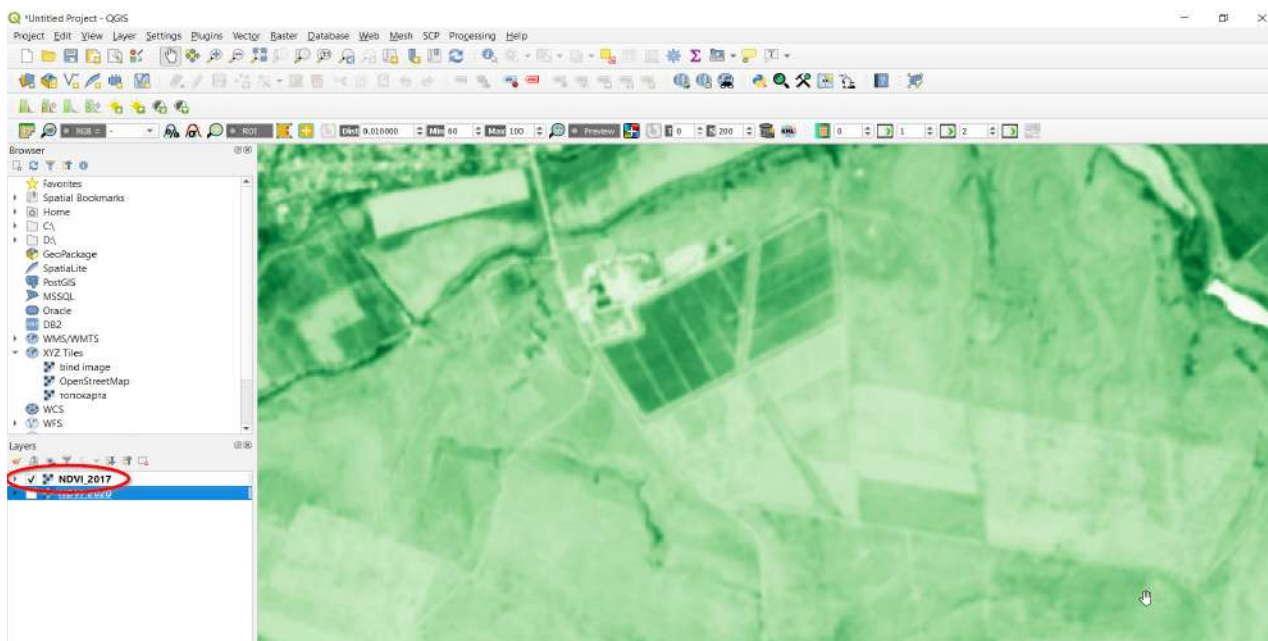 *Untitled Project - QGIS
Project Edit View Layer Settings Plugins Vector Raster Database Web Mesh SCP Processing Help
RGB = - ROI Dist 0.010000 Min 60 Max 100 Preview T 0 S 200 KML 0 1 2
Browser
Favorites
Spatial Bookmarks
Home
C:\
D:\
GeoPackage
SpatiaLite
PostGIS
MSSQL
Oracle
DB2
WMS/WMTS
XYZ Tiles
bind image
OpenStreetMap
топокарта
WCS
WFS
Layers
NDVI_2017
NDVI_2020